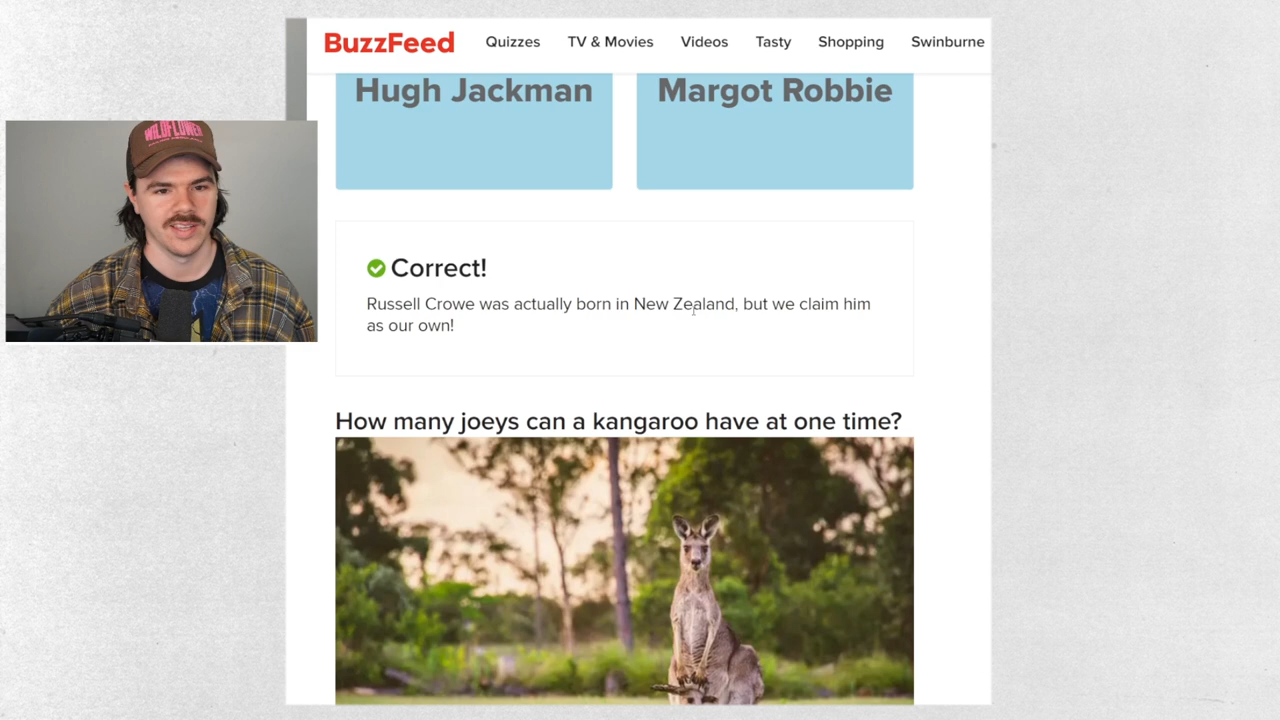 BuzzFeed Quizzes TV & Movies Videos Tasty Shopping Swinburne
Hugh Jackman
Margot Robbie
WILDFLOWER
Correct!
Russell Crowe was actually born in New Zealand, but we claim him
as our own!
How many joeys can a kangaroo have at one time?